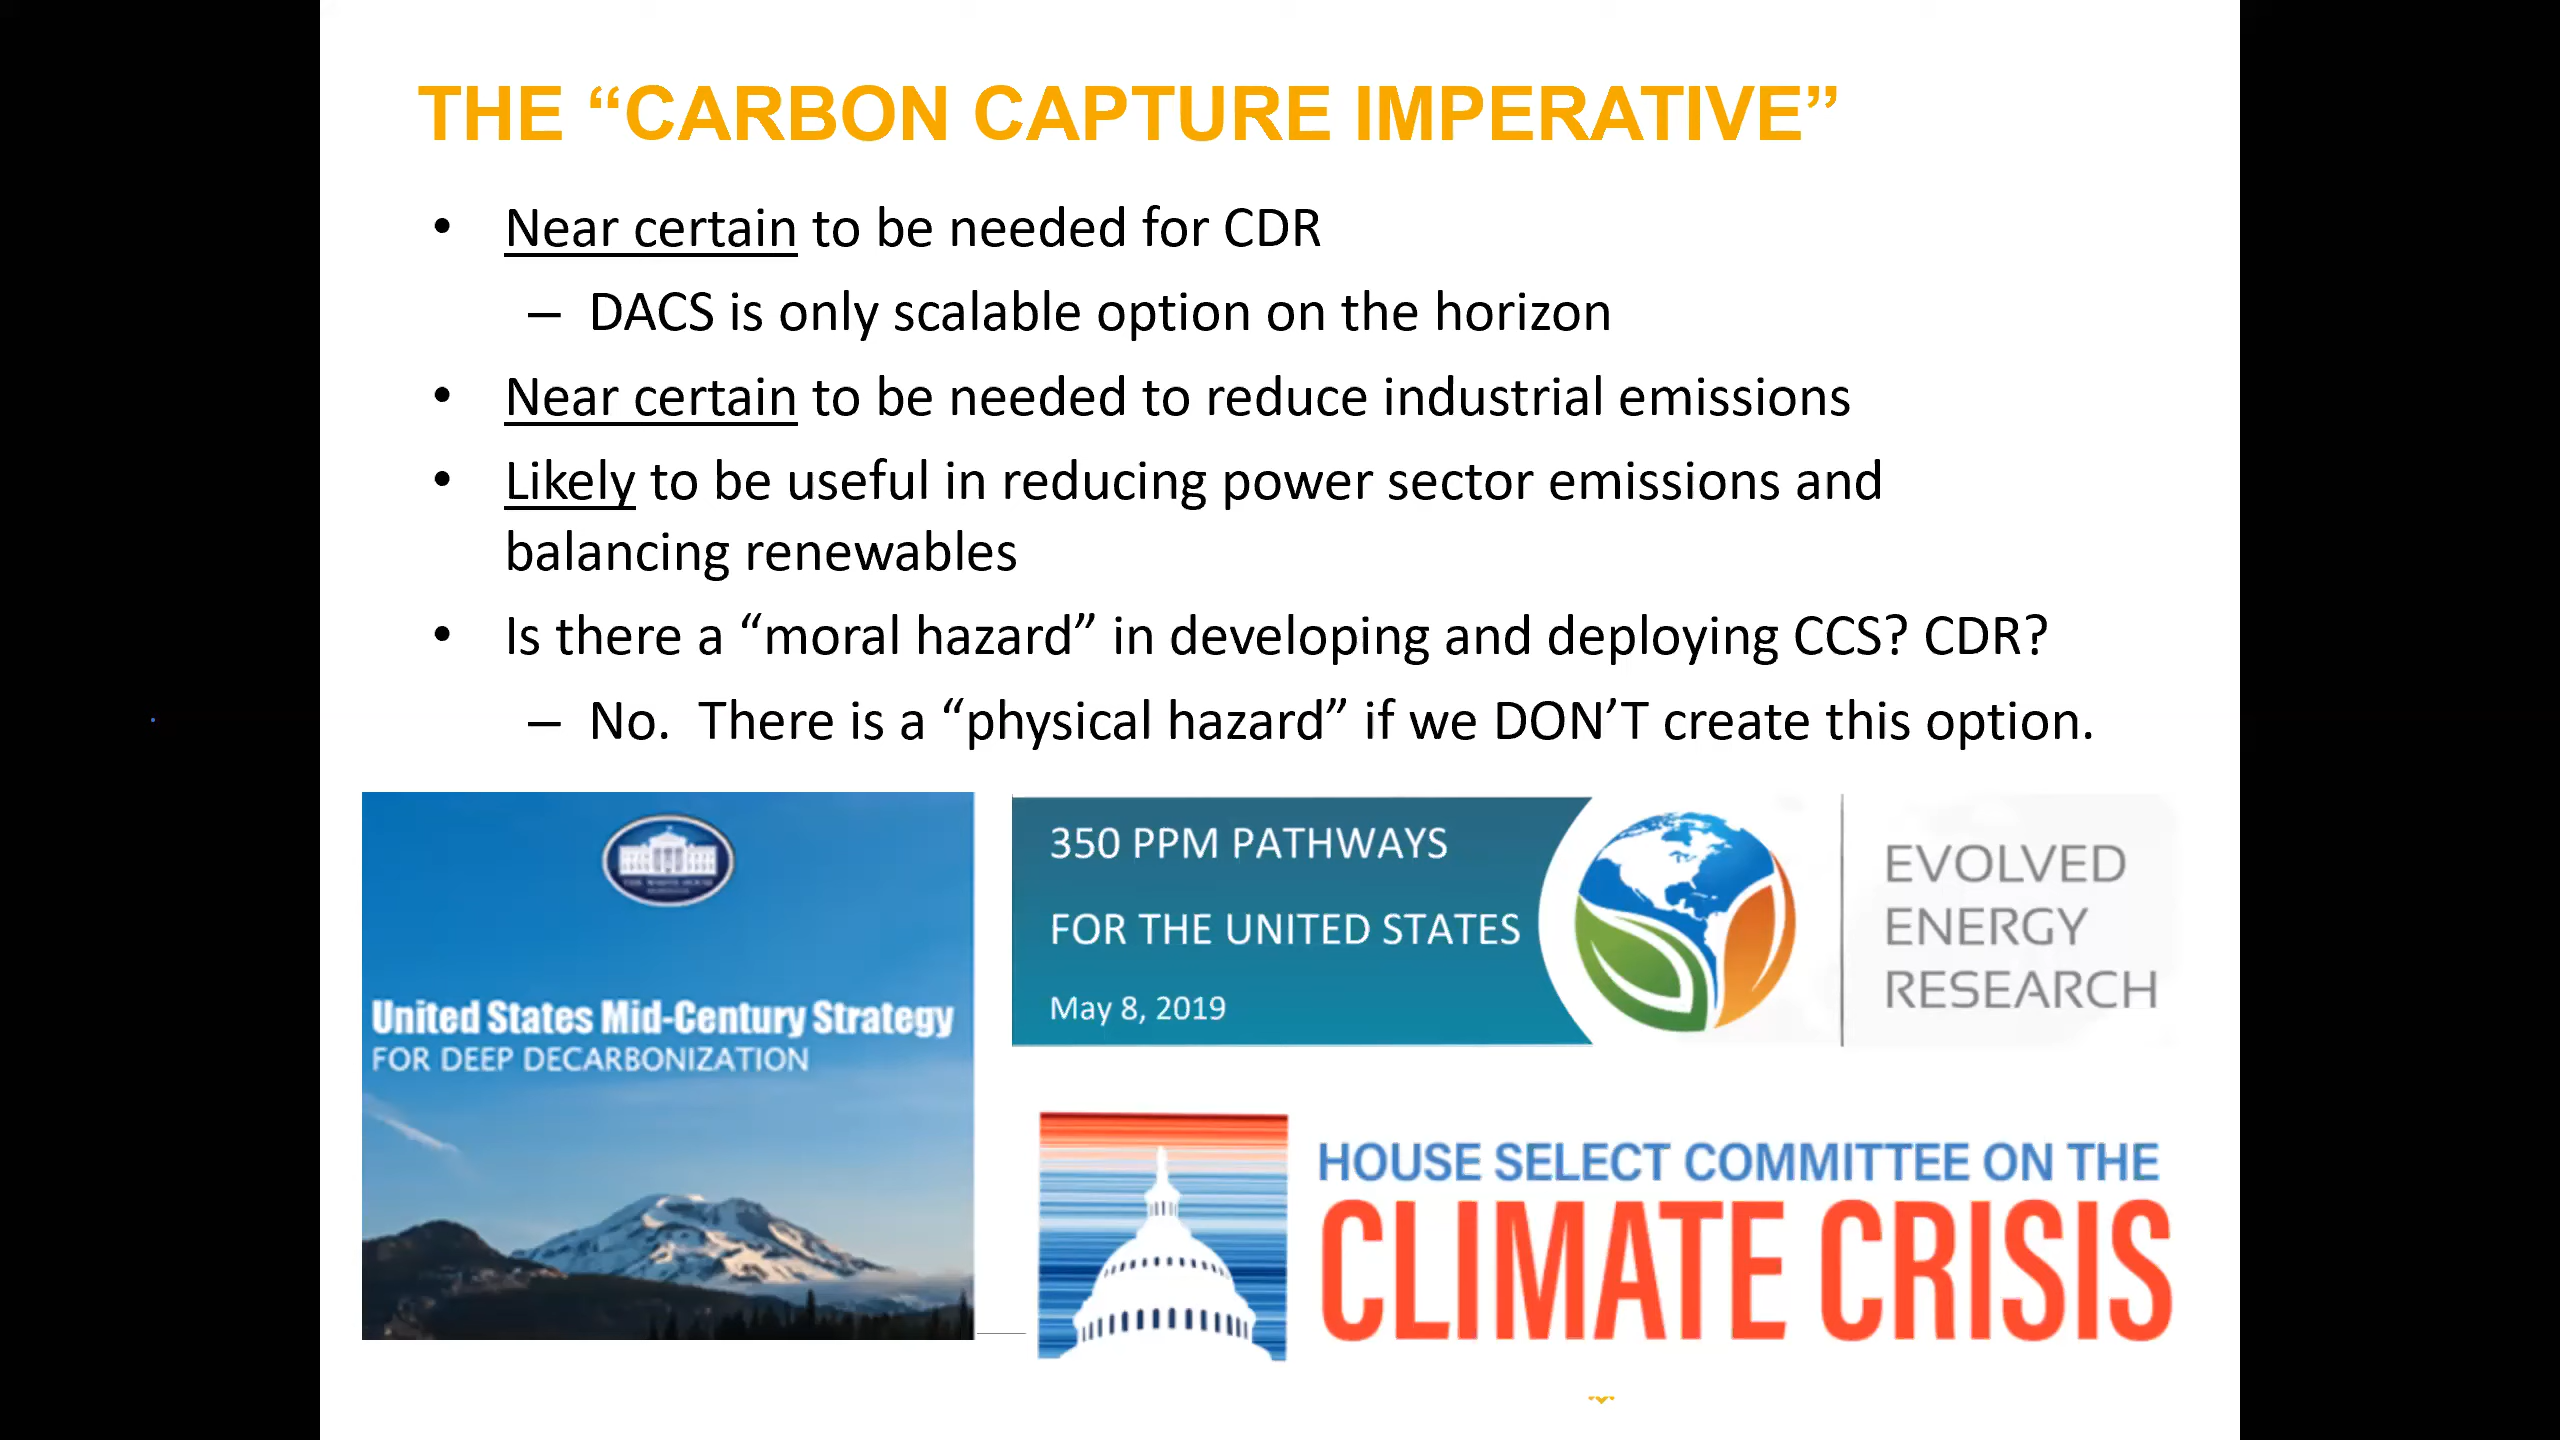 THE “CARBON CAPTURE IMPERATIVE”
• Near certain to be needed for CDR
– DACS is only scalable option on the horizon
• Near certain to be needed to reduce industrial emissions
• Likely to be useful in reducing power sector emissions and
balancing renewables
• Is there a “moral hazard” in developing and deploying CCS? CDR?
– No.  There is a “physical hazard” if we DON’T create this option.
United States Mid-Century Strategy
FOR DEEP DECARBONIZATION
350 PPM PATHWAYS
FOR THE UNITED STATES
May 8, 2019
EVOLVED
ENERGY
RESEARCH
HOUSE SELECT COMMITTEE ON THE
CLIMATE CRISIS